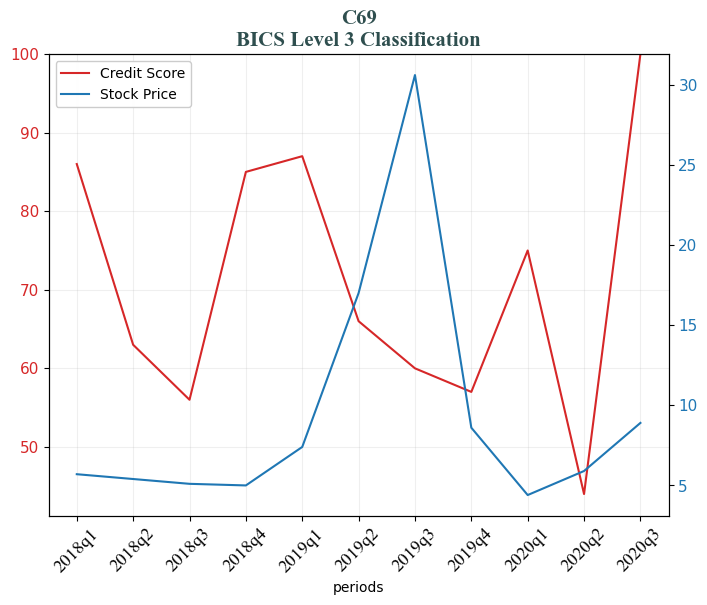 C69
BICS Level 3 Classification
Credit Score
Stock Price
100
90
80
70
60
50
30
25
20
15
10
5
2018q1
2018q2
2018q3
2018q4
2019q1
2019q2
2019q3
2019q4
2020q1
2020q2
2020q3
periods